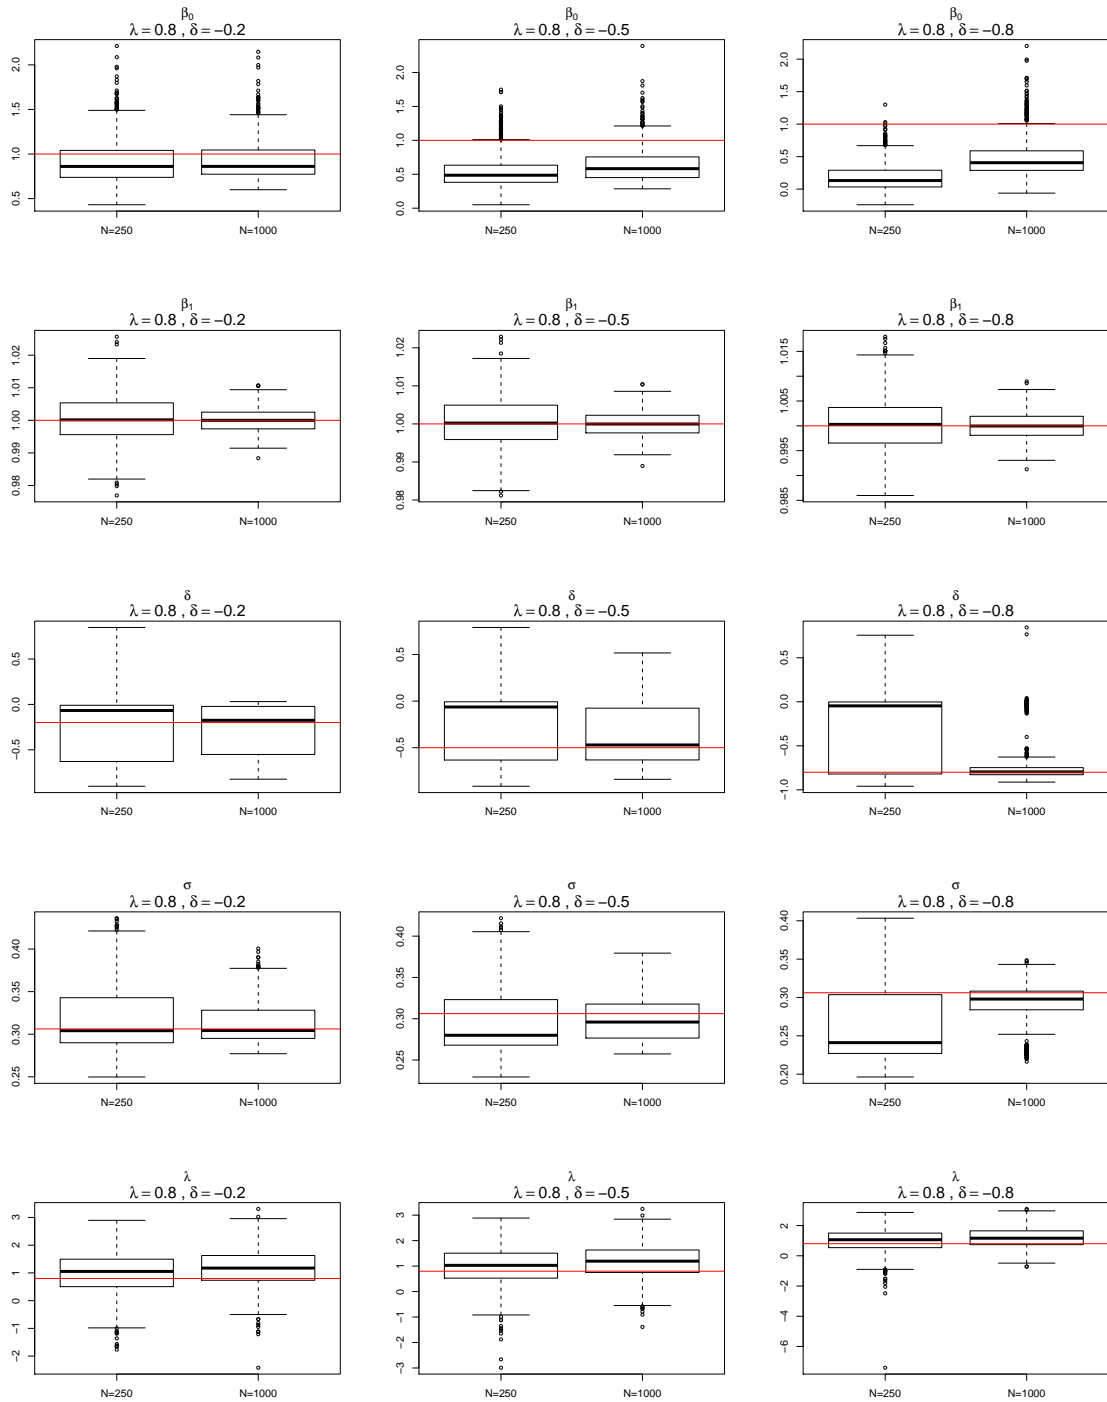 β₀ β₀ β₀
λ = 0.8 , δ = −0.2 λ = 0.8 , δ = −0.5 λ = 0.8 , δ = −0.8
0.5 1.0 1.5 2.0 0.0 0.5 1.0 1.5 2.0 0.0 0.5 1.0 1.5 2.0
N=250 N=1000 N=250 N=1000 N=250 N=1000
β₁ β₁ β₁
λ = 0.8 , δ = −0.2 λ = 0.8 , δ = −0.5 λ = 0.8 , δ = −0.8
0.98 0.99 1.00 1.01 1.02 0.98 0.99 1.00 1.01 1.02 0.985 0.995 1.005 1.015
N=250 N=1000 N=250 N=1000 N=250 N=1000
δ δ δ
λ = 0.8 , δ = −0.2 λ = 0.8 , δ = −0.5 λ = 0.8 , δ = −0.8
−0.5 0.0 0.5 −0.5 0.0 0.5 −1.0 −0.5 0.0 0.5
N=250 N=1000 N=250 N=1000 N=250 N=1000
σ σ σ
λ = 0.8 , δ = −0.2 λ = 0.8 , δ = −0.5 λ = 0.8 , δ = −0.8
0.25 0.30 0.35 0.40 0.25 0.30 0.35 0.40 0.20 0.25 0.30 0.35 0.40
N=250 N=1000 N=250 N=1000 N=250 N=1000
λ λ λ
λ = 0.8 , δ = −0.2 λ = 0.8 , δ = −0.5 λ = 0.8 , δ = −0.8
−2 −1 0 1 2 3 −3 −2 −1 0 1 2 3 −6 −4 −2 0 2
N=250 N=1000 N=250 N=1000 N=250 N=1000